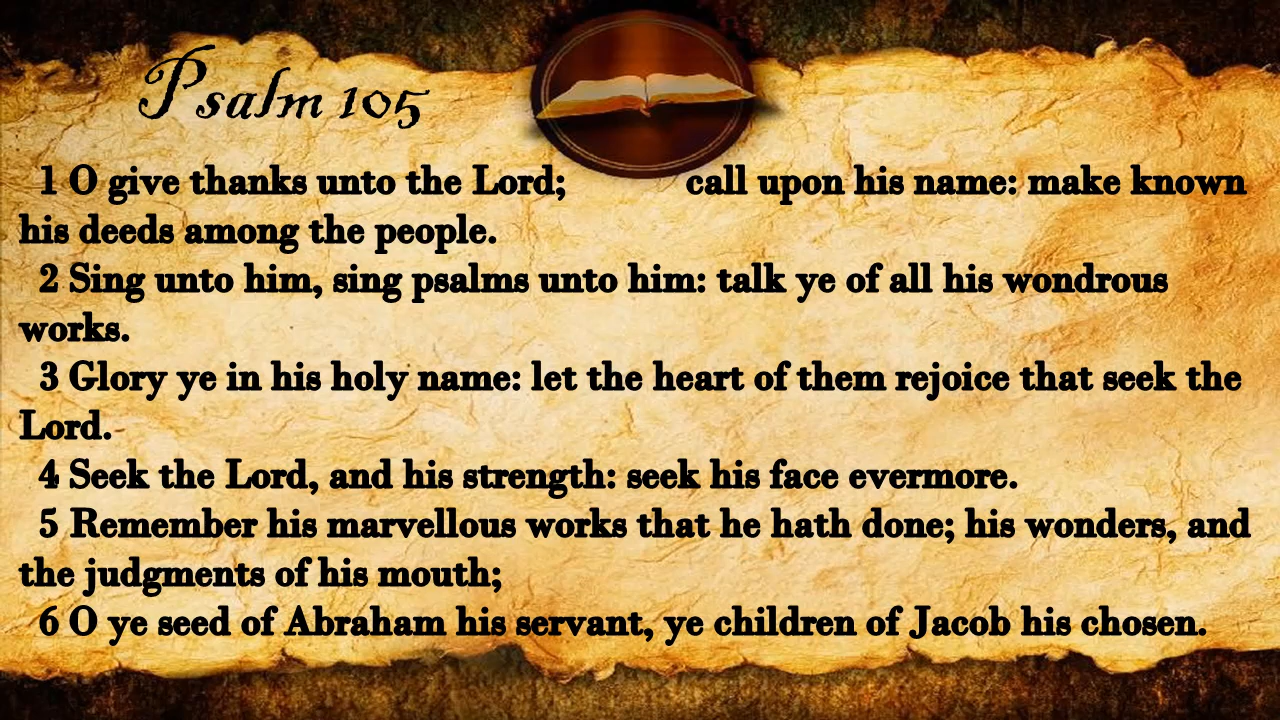 Psalm 105
1 O give thanks unto the Lord; call upon his name: make known
his deeds among the people.
2 Sing unto him, sing psalms unto him: talk ye of all his wondrous
works.
3 Glory ye in his holy name: let the heart of them rejoice that seek the
Lord.
4 Seek the Lord, and his strength: seek his face evermore.
5 Remember his marvellous works that he hath done; his wonders, and
the judgments of his mouth;
6 O ye seed of Abraham his servant, ye children of Jacob his chosen.